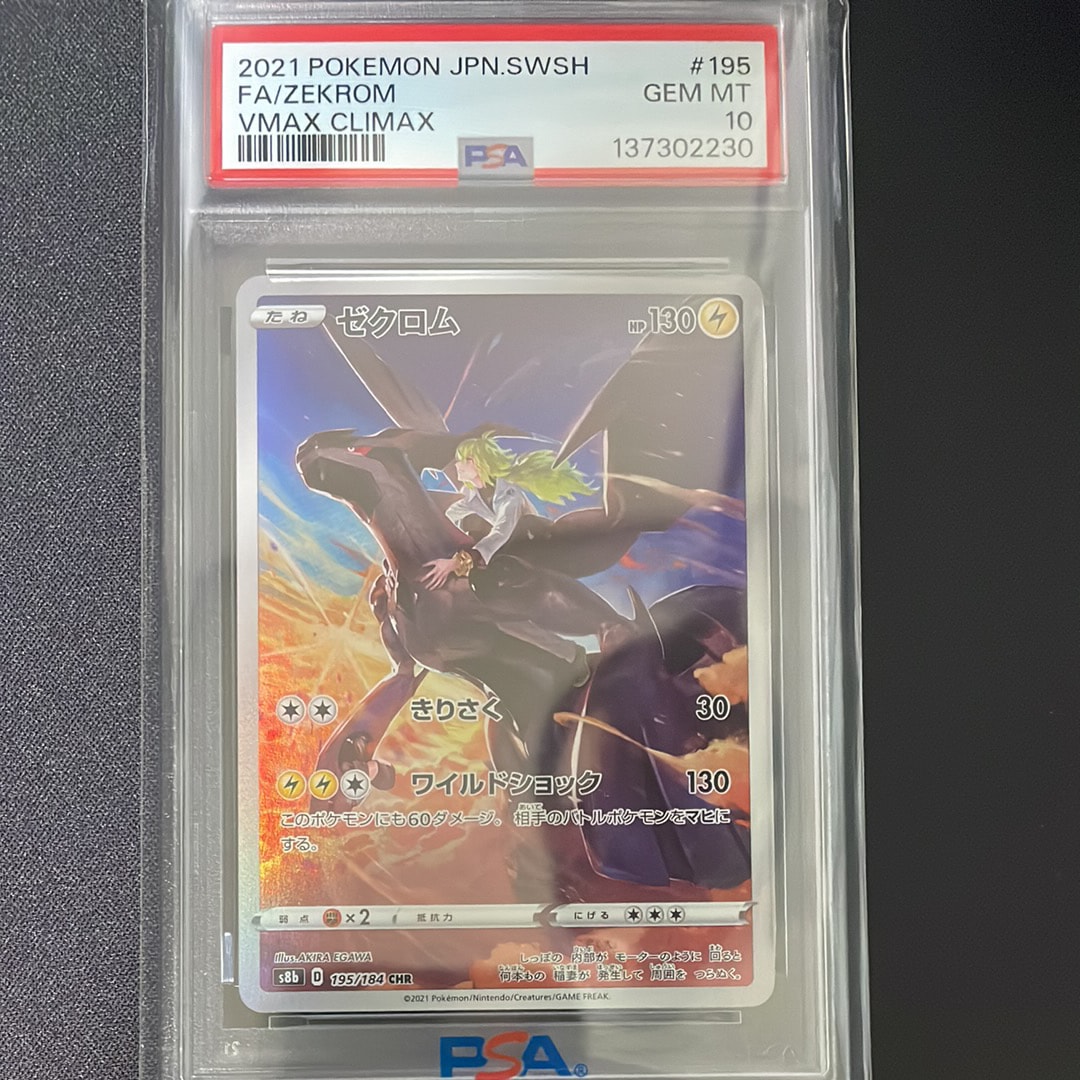 2021 POKEMON JPN.SWSH #195
FA/ZEKROM GEM MT
VMAX CLIMAX 10
PSA 137302230
たね ゼクロム HP 130
きりさく 30
ワイルドショック 130
このポケモンにも60ダメージ。相手のバトルポケモンをマヒに
あいて
する。
弱点 ×2 抵抗力 にげる
Illus. AKIRA EGAWA
しっぽの 内部が モーターのように 回ると
何本もの 稲妻が 発生して 周囲を つらぬく。
s8b D 195/184 CHR
©2021 Pokémon/Nintendo/Creatures/GAME FREAK.
PSA®